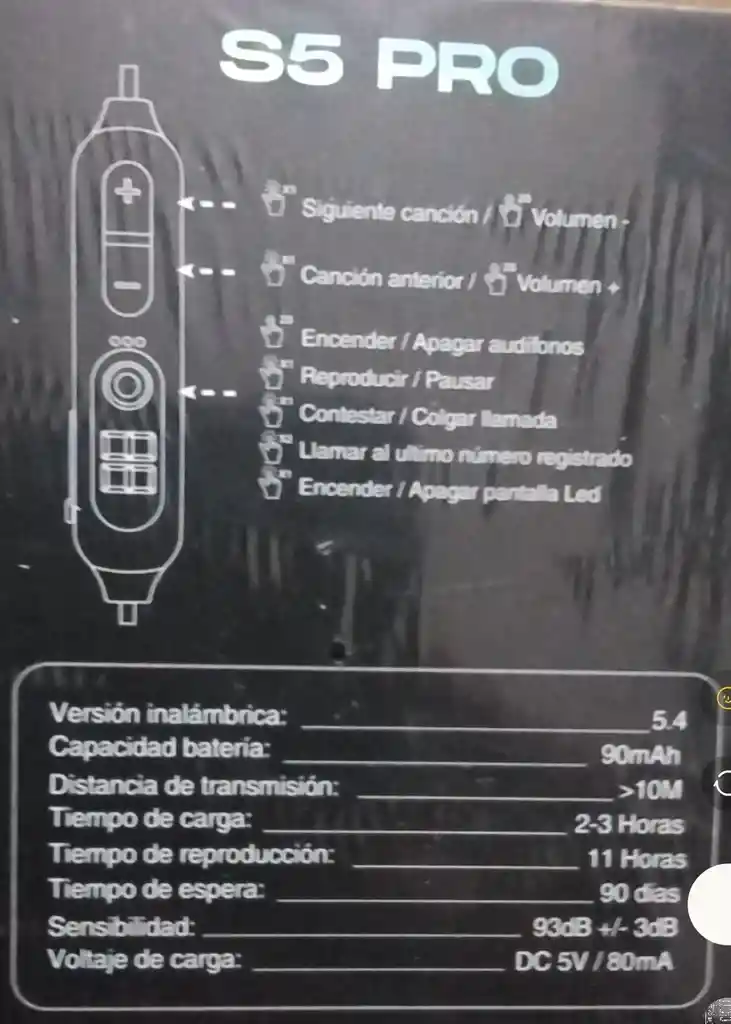 S5 PRO
+
Siguiente canción / Volumen -
-
Canción anterior / Volumen +
Encender / Apagar audífonos
Reproducir / Pausar
Contestar / Colgar llamada
Llamar al ultimo número registrado
Encender / Apagar pantalla Led
Versión inalámbrica: 5.4
Capacidad batería: 90mAh
Distancia de transmisión: >10M
Tiempo de carga: 2-3 Horas
Tiempo de reproducción: 11 Horas
Tiempo de espera: 90 días
Sensibilidad: 93dB +/- 3dB
Voltaje de carga: DC 5V / 80mA